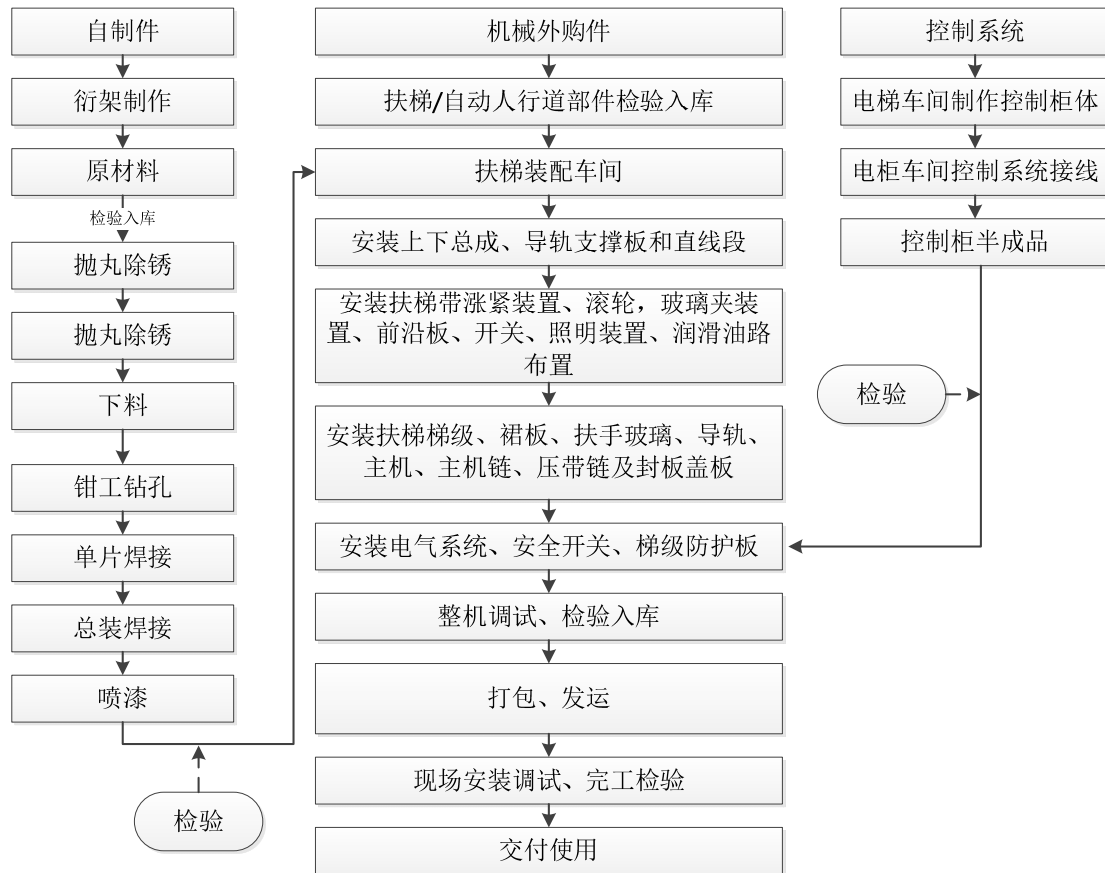 自制件
衍架制作
原材料
检验入库
抛丸除锈
抛丸除锈
下料
钳工钻孔
单片焊接
总装焊接
喷漆
检验
机械外购件
扶梯/自动人行道部件检验入库
扶梯装配车间
安装上下总成、导轨支撑板和直线段
安装扶梯带涨紧装置、滚轮，玻璃夹装
置、前沿板、开关、照明装置、润滑油路
布置
安装扶梯梯级、裙板、扶手玻璃、导轨、
主机、主机链、压带链及封板盖板
安装电气系统、安全开关、梯级防护板
整机调试、检验入库
打包、发运
现场安装调试、完工检验
交付使用
控制系统
电梯车间制作控制柜体
电柜车间控制系统接线
控制柜半成品
检验